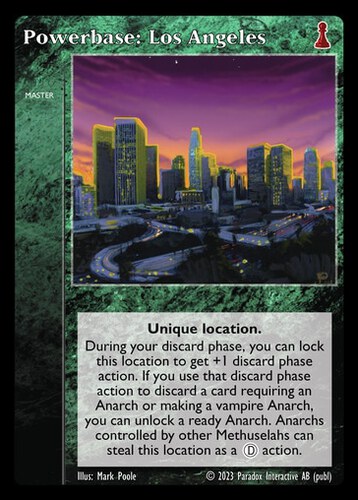 Powerbase: Los Angeles
MASTER
Unique location.
During your discard phase, you can lock
this location to get +1 discard phase
action. If you use that discard phase
action to discard a card requiring an
Anarch or making a vampire Anarch,
you can unlock a ready Anarch. Anarchs
controlled by other Methuselahs can
steal this location as a Ⓓ action.
Illus: Mark Poole © 2023 Paradox Interactive AB (publ)